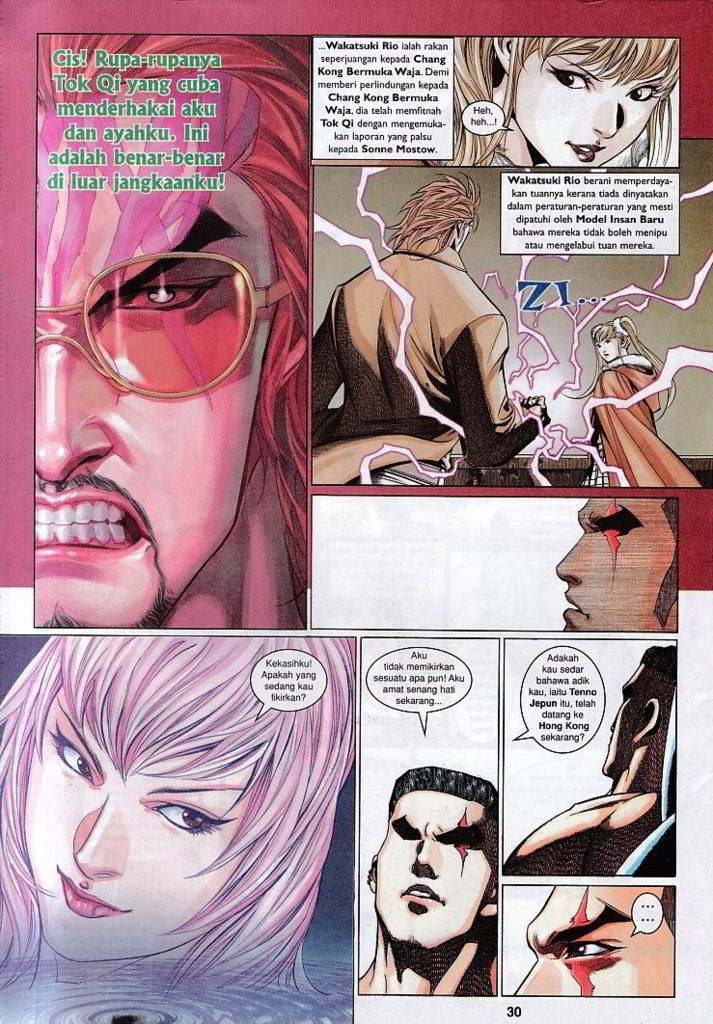 Cis! Rupa-rupanya
Tok Qi yang cuba
menderhakai aku
dan ayahku. Ini
adalah benar-benar
di luar jangkaanku!
...Wakatsuki Rio ialah rakan
seperjuangan kepada Chang
Kong Bermuka Waja. Demi
memberi perlindungan kepada
Chang Kong Bermuka
Waja, dia telah memfitnah
Tok Qi dengan mengemuka-
kan laporan yang palsu
kepada Sonne Mostow.
Heh,
heh...!
Wakatsuki Rio berani memperdaya-
kan tuannya kerana tiada dinyatakan
dalam peraturan-peraturan yang mesti
dipatuhi oleh Model Insan Baru
bahawa mereka tidak boleh menipu
atau mengelabui tuan mereka.
ZI...
Kekasihku!
Apakah yang
sedang kau
fikirkan?
Aku
tidak memikirkan
sesuatu apa pun! Aku
amat senang hati
sekarang...
Adakah
kau sedar
bahawa adik
kau, iaitu Tenno
Jepun itu, telah
datang ke
Hong Kong
sekarang?
...
...
30